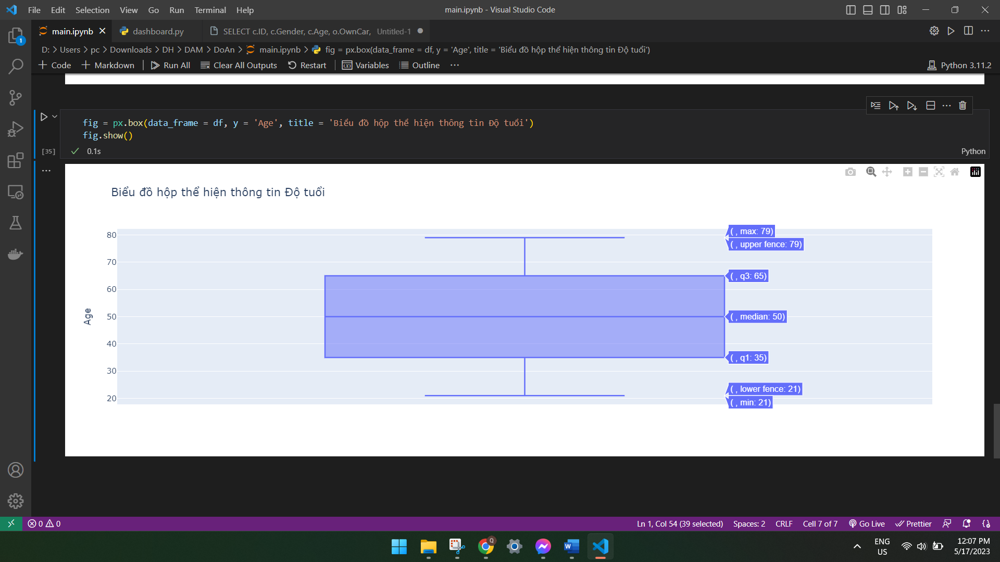 File Edit Selection View Go Run Terminal Help main.ipynb - Visual Studio Code
1 main.ipynb dashboard.py SELECT c.ID, c.Gender, c.Age, o.OwnCar, Untitled-1
D: > Users > pc > Downloads > DH > DAM > DoAn > main.ipynb > fig = px.box(data_frame = df, y = 'Age', title = 'Biểu đồ hộp thể hiện thông tin Độ tuổi')
+ Code + Markdown Run All Clear All Outputs Restart Variables Outline ... Python 3.11.2
fig = px.box(data_frame = df, y = 'Age', title = 'Biểu đồ hộp thể hiện thông tin Độ tuổi')
fig.show()
[35] 0.1s Python
Biểu đồ hộp thể hiện thông tin Độ tuổi
80
70
60
50
40
30
20
Age
( , max: 79)
( , upper fence: 79)
( , q3: 65)
( , median: 50)
( , q1: 35)
( , lower fence: 21)
( , min: 21)
0 0 Ln 1, Col 54 (39 selected) Spaces: 2 CRLF Cell 7 of 7 Go Live Prettier
Q W ENG 12:07 PM
US 5/17/2023